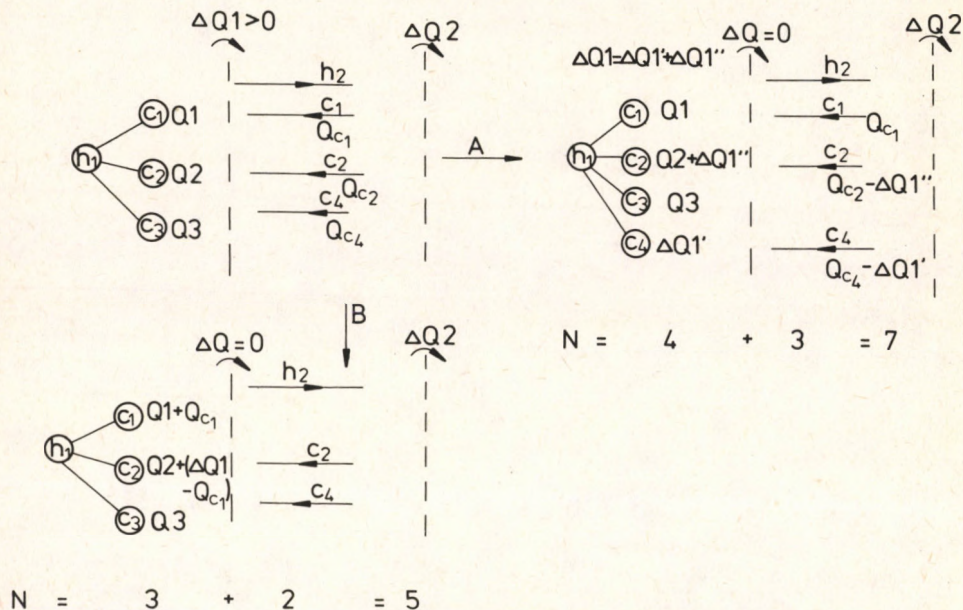 ΔQ1>0
ΔQ2
h2
c1
Qc1
c2
Qc2
c4
Qc4
h1
c1 Q1
c2 Q2
c3 Q3
A
ΔQ=0
ΔQ2
ΔQ1=ΔQ1'+ΔQ1''
h2
c1
Qc1
c2
Qc2-ΔQ1''
c4
Qc4-ΔQ1'
h1
c1 Q1
c2 Q2+ΔQ1''
c3 Q3
c4 ΔQ1'
N = 4 + 3 = 7
B
ΔQ=0
ΔQ2
h2
c2
c4
h1
c1 Q1+Qc1
c2 Q2+(ΔQ1
-Qc1)
c3 Q3
N = 3 + 2 = 5